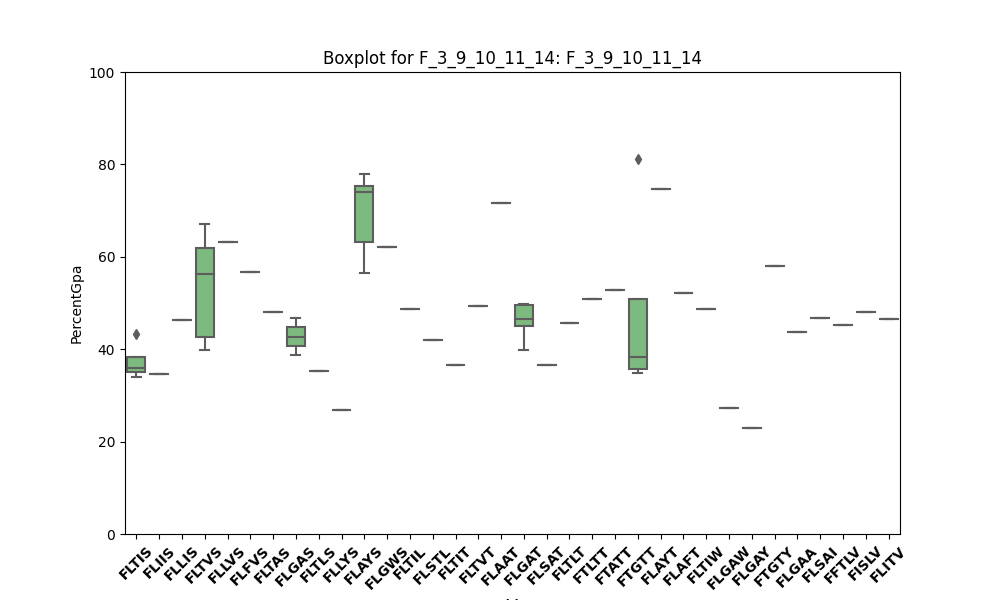 Boxplot for F_3_9_10_11_14: F_3_9_10_11_14
PercentGpa
100
80
60
40
20
0
FLTIS FLIIS FLLIS FLTVS FLLVS FLFVS FLTAS FLGAS FLTLS FLLYS FLAYS FLGWS FLTIL FLSTL FLTIT FLTVT FLAAT FLGAT FLSAT FLTLT FTLTT FTATT FTGTT FLAYT FLAFT FLTIW FLGAW FLGAY FTGTY FLGAA FLSAI FFTLV FISLV FLITV